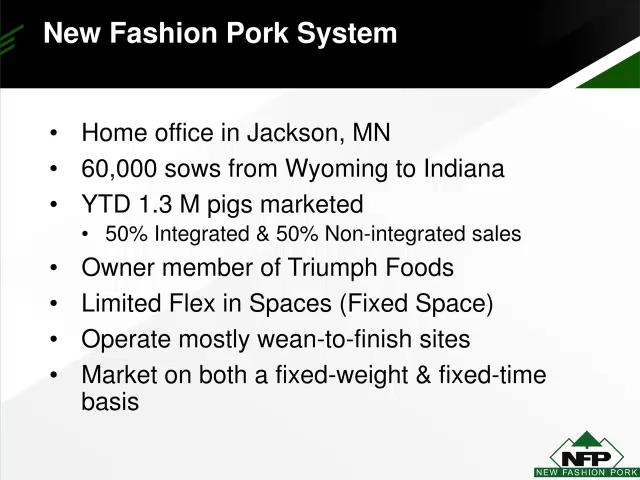 New Fashion Pork System
• Home office in Jackson, MN
• 60,000 sows from Wyoming to Indiana
• YTD 1.3 M pigs marketed
• 50% Integrated & 50% Non-integrated sales
• Owner member of Triumph Foods
• Limited Flex in Spaces (Fixed Space)
• Operate mostly wean-to-finish sites
• Market on both a fixed-weight & fixed-time
basis
NFP
NEW FASHION PORK